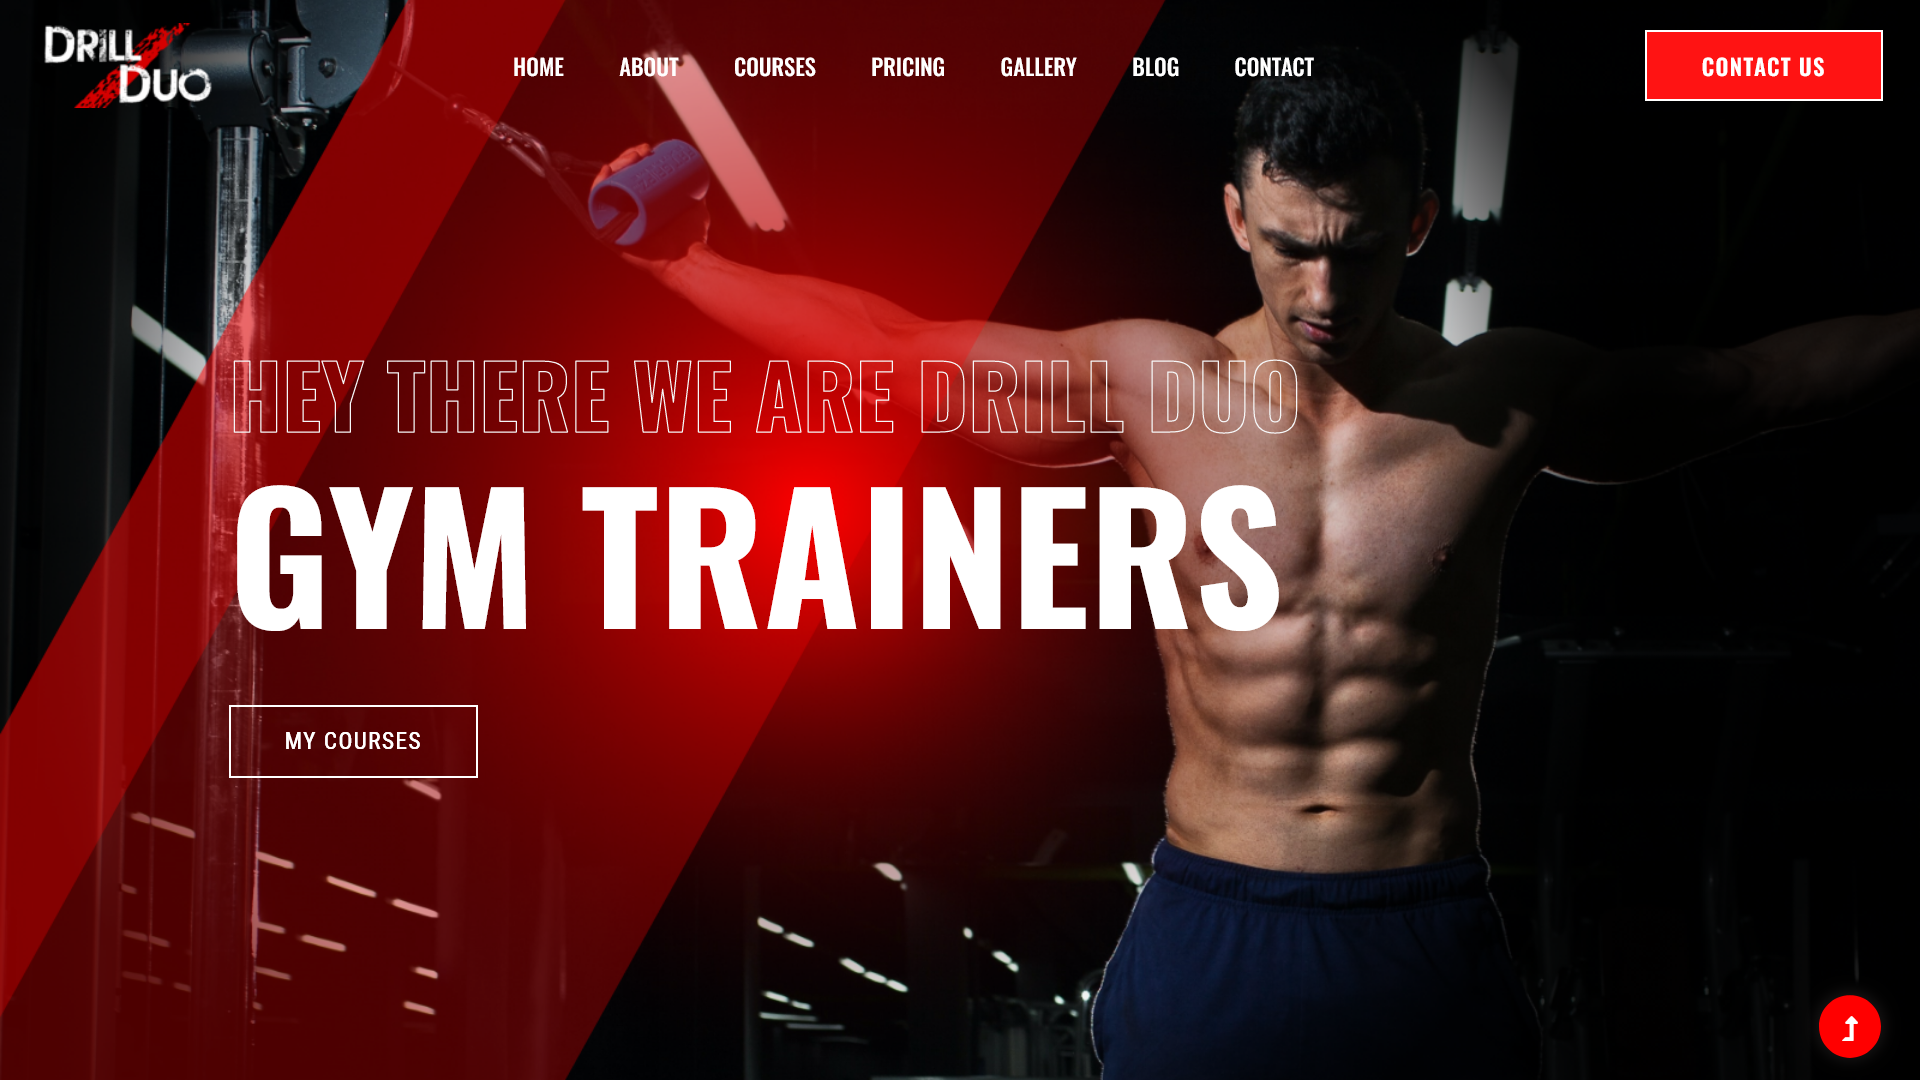 DRILL
DUO
HOME
ABOUT
COURSES
PRICING
GALLERY
BLOG
CONTACT
CONTACT US
HEY THERE WE ARE DRILL DUO
GYM TRAINERS
MY COURSES